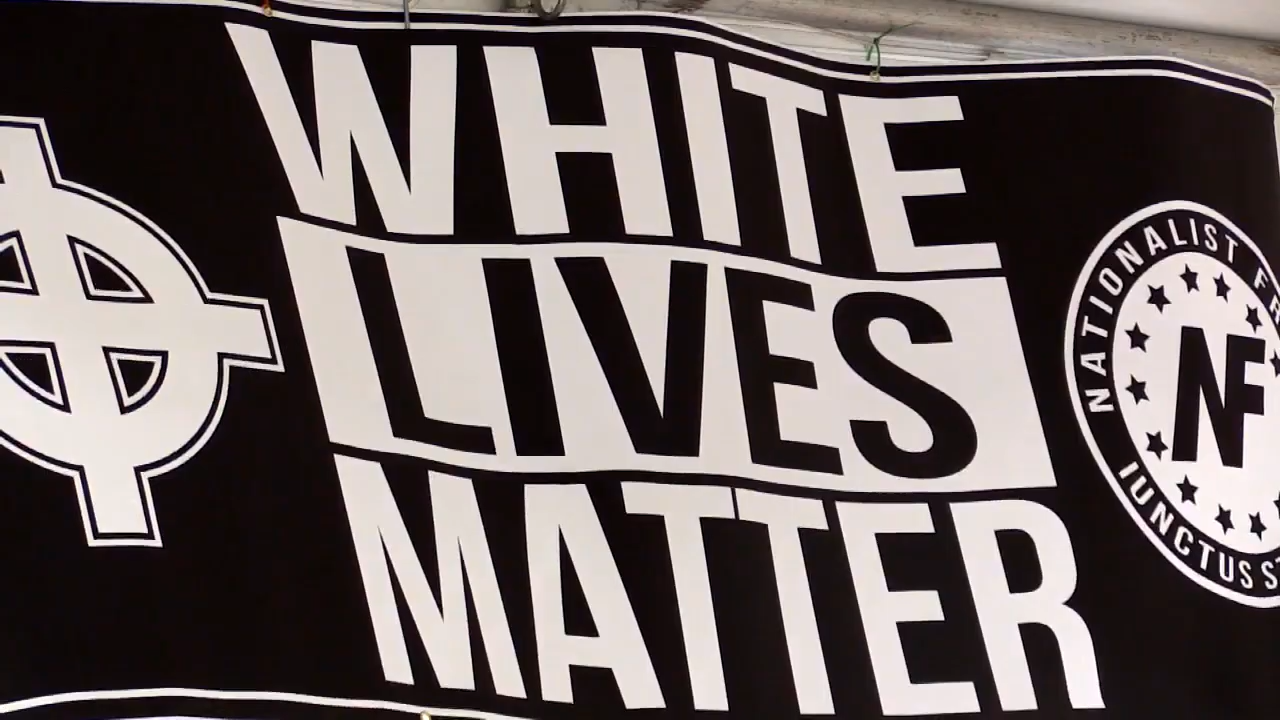 WHITE
LIVES
MATTER
NATIONALIST
NF
IUNCTUS